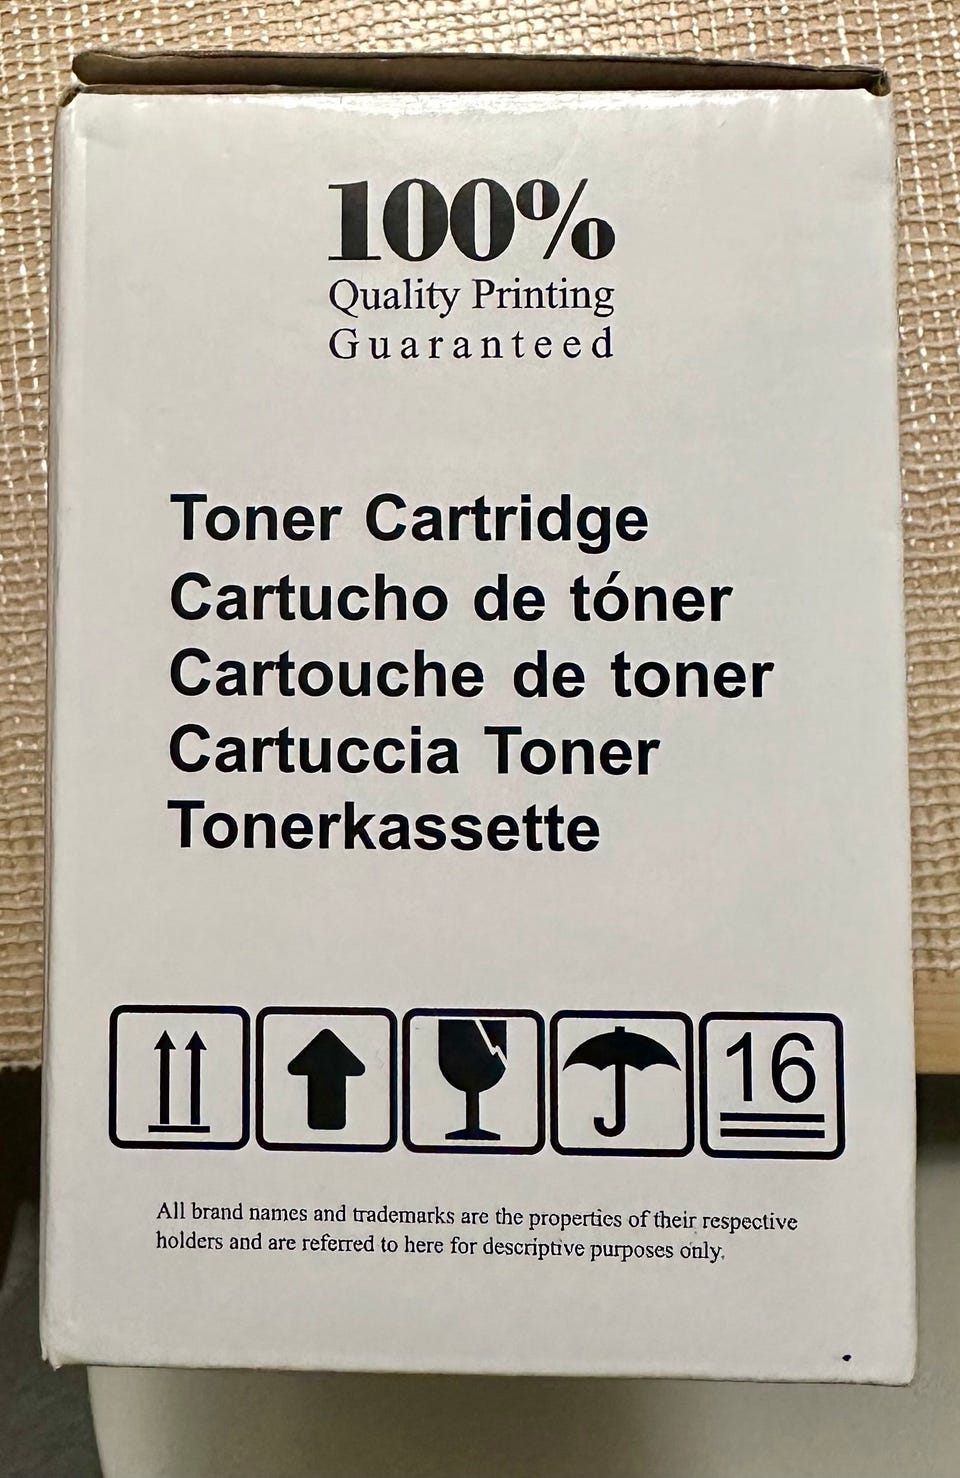 100%
Quality Printing
Guaranteed
Toner Cartridge
Cartucho de tóner
Cartouche de toner
Cartuccia Toner
Tonerkassette
16
All brand names and trademarks are the properties of their respective
holders and are referred to here for descriptive purposes only.